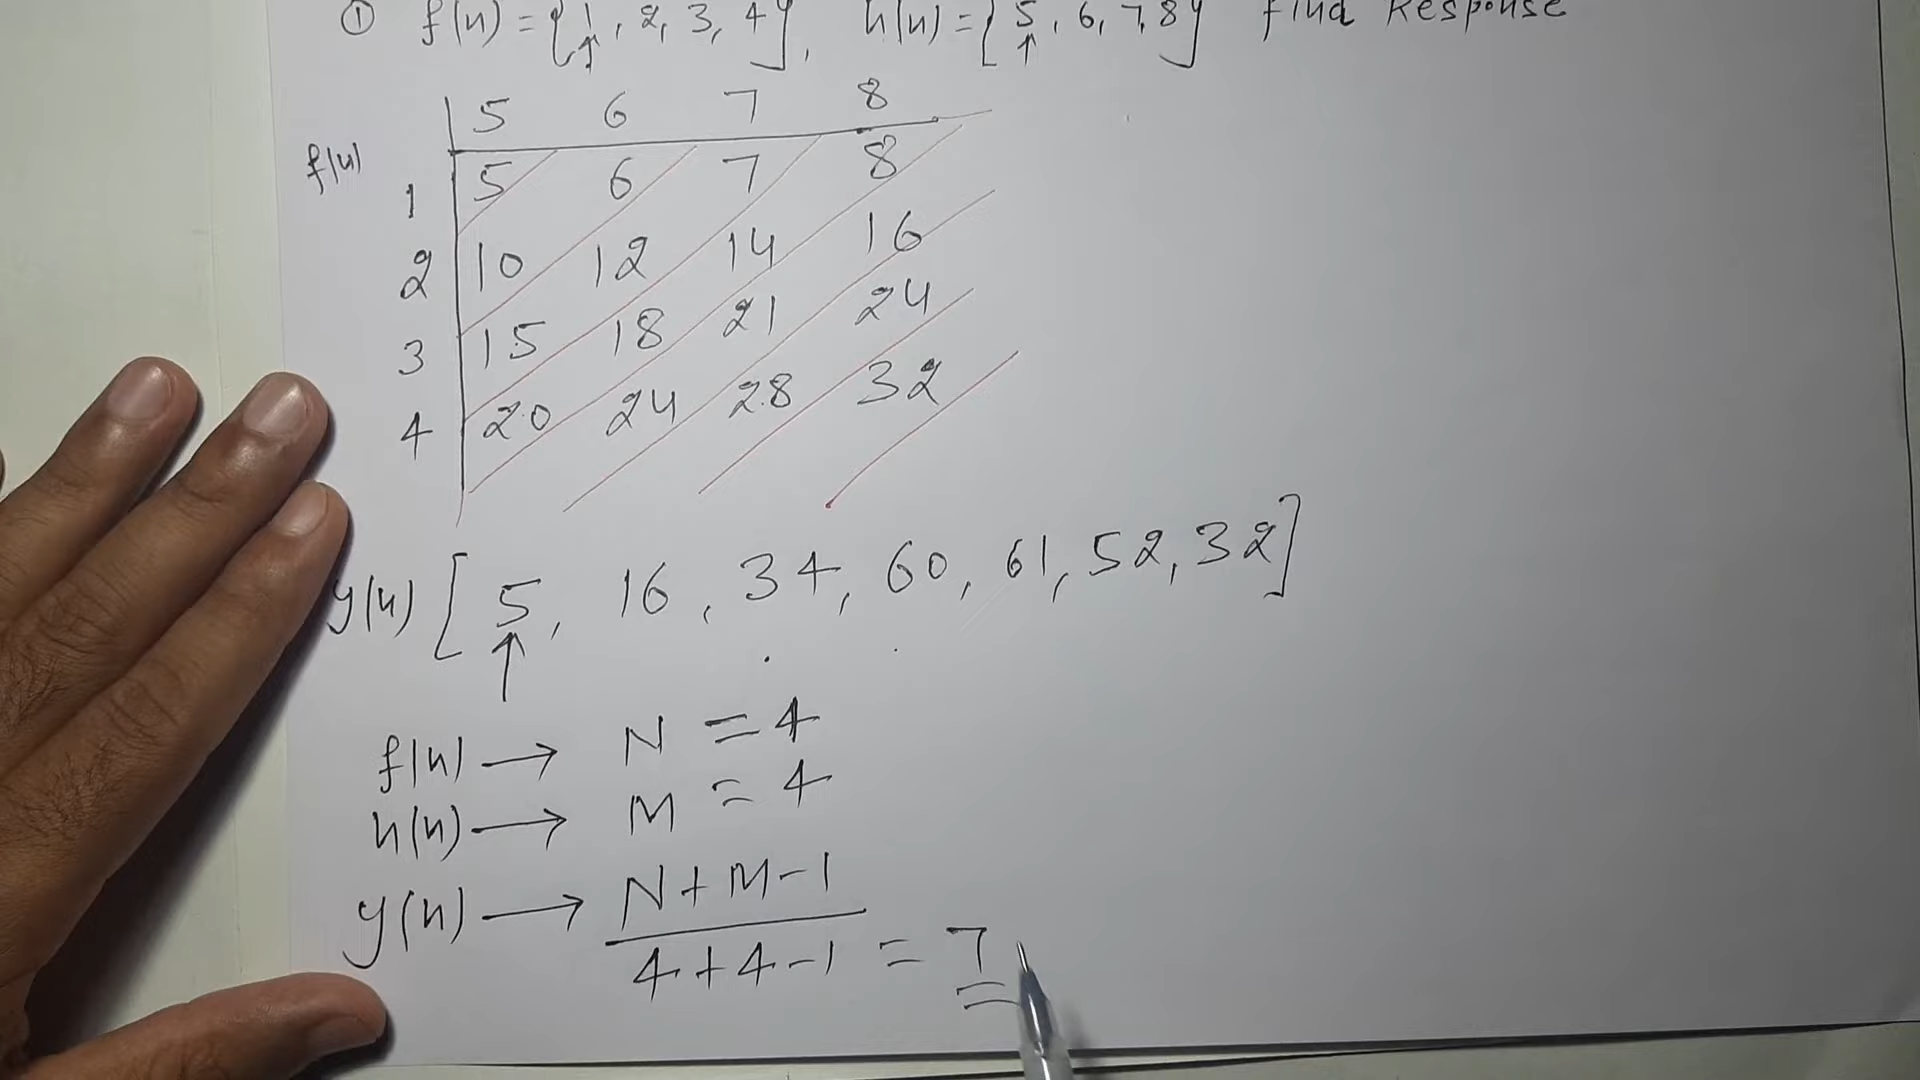 ① f(n) = {1, 2, 3, 4}, h(n) = {5, 6, 7, 8} find Response
↑ ↑
5 6 7 8
f(n)
1 5 6 7 8
2 10 12 14 16
3 15 18 21 24
4 20 24 28 32
y(n) [5, 16, 34, 60, 61, 52, 32]
↑
f(n) → N = 4
h(n) → M = 4
y(n) → N+M-1
4+4-1 = 7